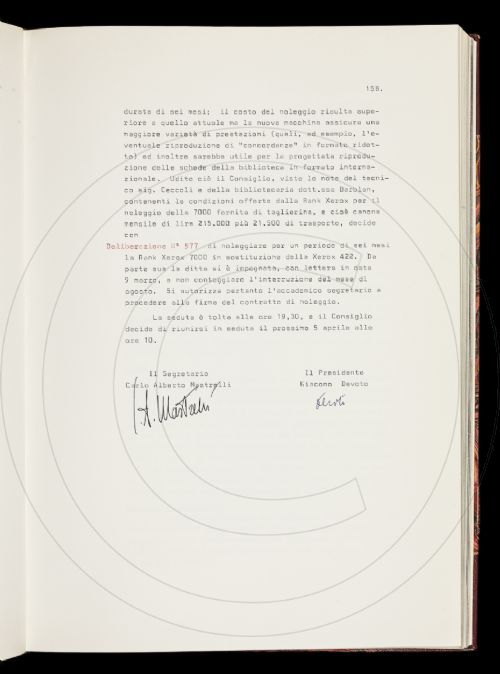 158.
durata di sei mesi;  il costo del noleggio risulta supe-
riore a quello attuale ma la nuova macchina assicura una
maggiore varietà di prestazioni (quali, ad esempio, l'e-
ventuale riproduzione di "concordanze" in formato ridot-
to) ed inoltre sarebbe utile per la progettata riprodu-
zione delle schede della biblioteca in formato interna-
zionale.  Udito ciò il Consiglio, viste le note del tecni-
co sig. Ceccoli e della bibliotecaria dott.ssa
contenenti le condizioni offerte dalla Rank Xerox per il
noleggio della 7000 fornita di taglierina, e cioè canone
mensile di lire 215.000 più 21.500 di trasporto, decide
con
Deliberazione N° 577  di noleggiare per un periodo di sei mesi
la Rank Xerox 7000 in sostituzione della Xerox 422.  Da
parte sua la ditta si è impegnata, con lettera in data
9 marzo, a non conteggiare l'interruzione del mese di
agosto.  Si autorizza pertanto l'accademico segretario a
procedere alla firma del contratto di noleggio.
La seduta è tolta alle ore 19,30, e il Consiglio
decide di riunirsi in seduta il prossimo 5 aprile alle
ore 10.
Il Segretario
Carlo Alberto Mastrelli
Il Presidente
Giacomo Devoto
C.A. Mastrelli
Devoto